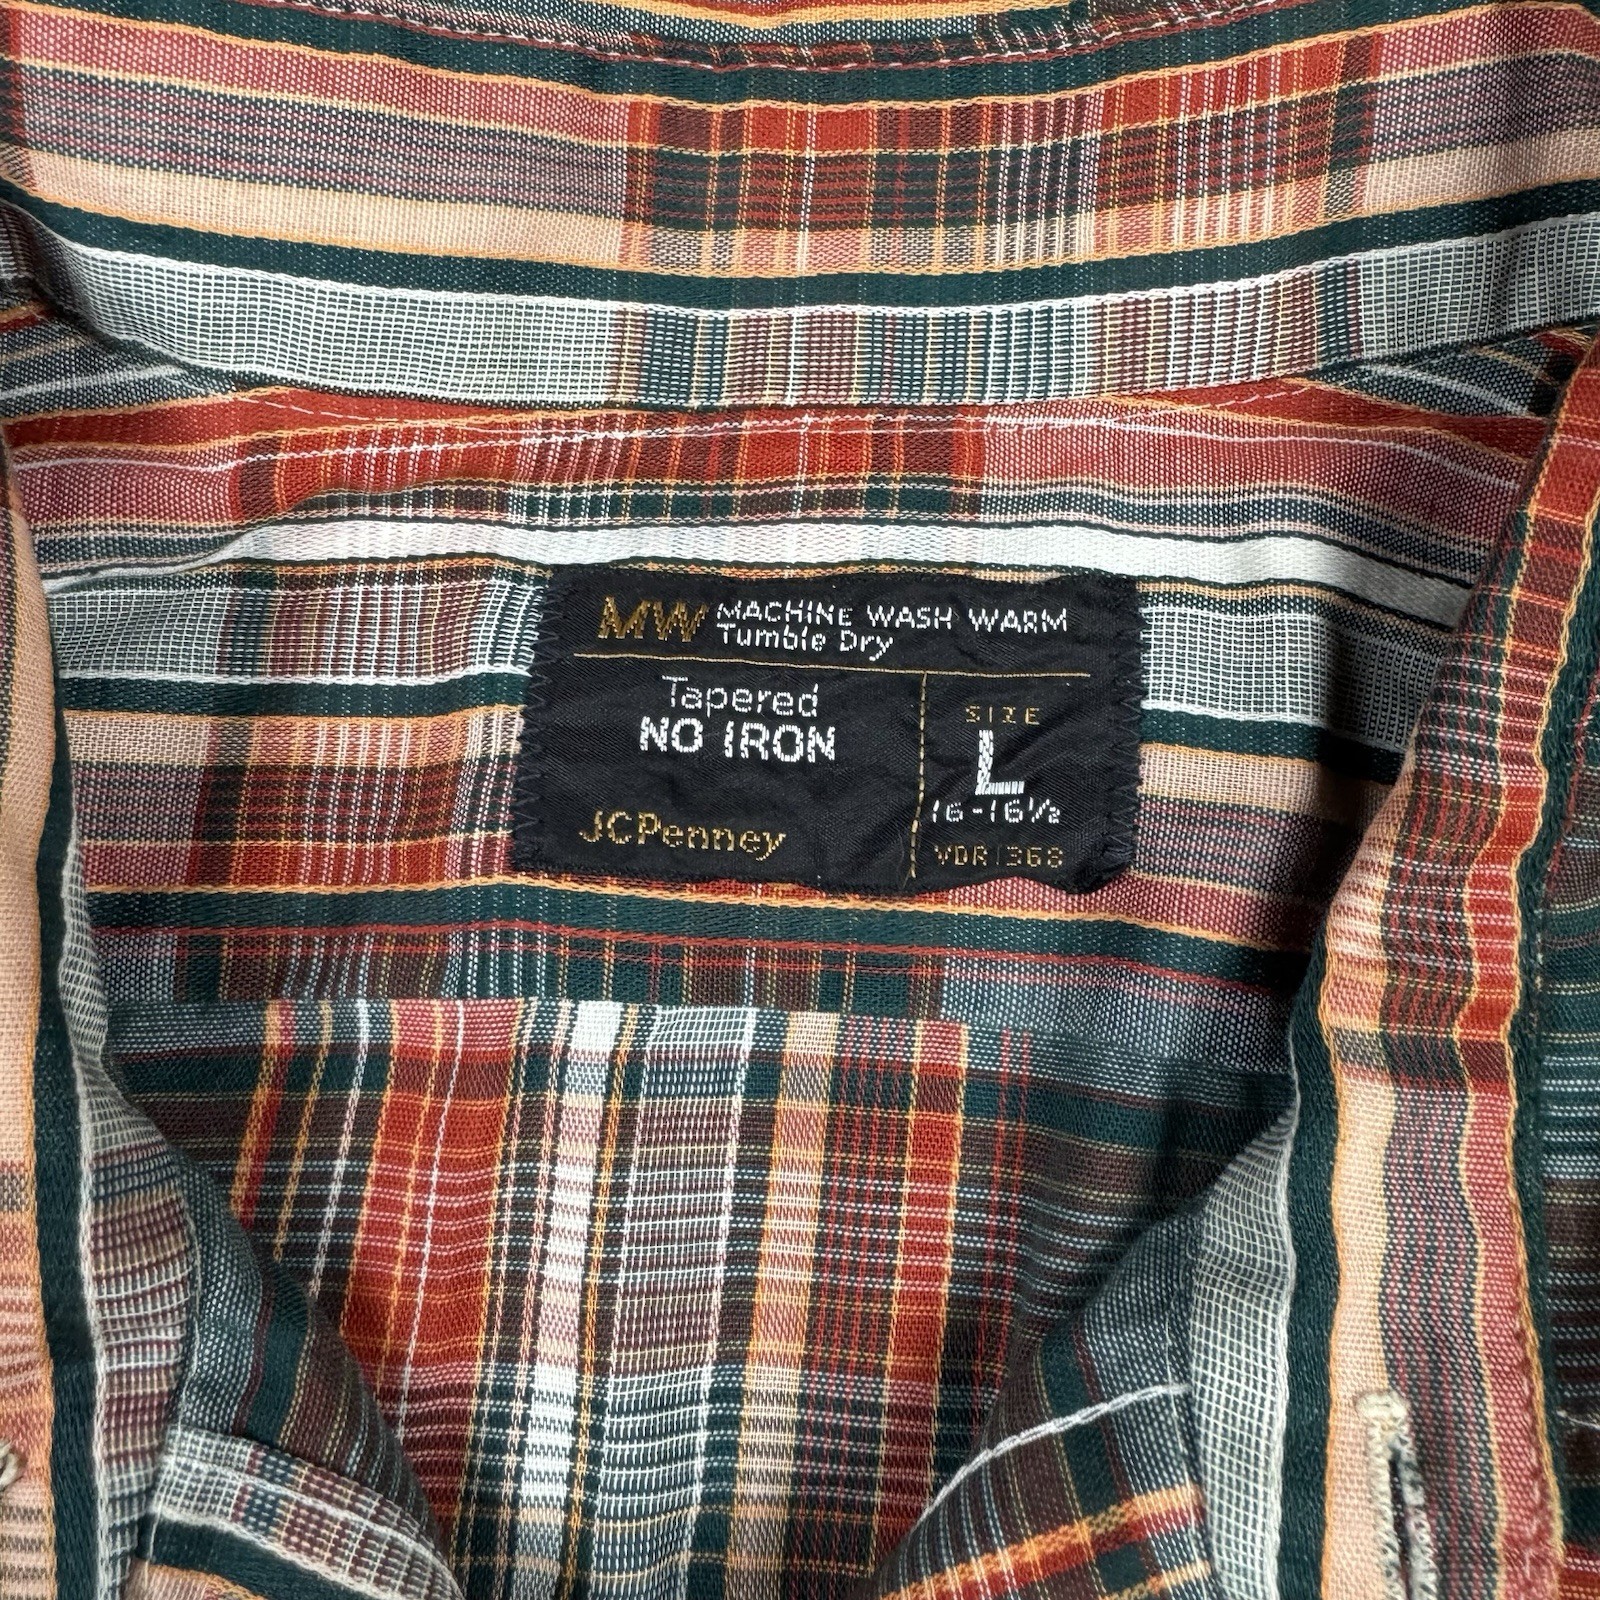 MW MACHINE WASH WARM
Tumble Dry
Tapered
NO IRON
JCPenney
SIZE
L
16-16½
VDR1368